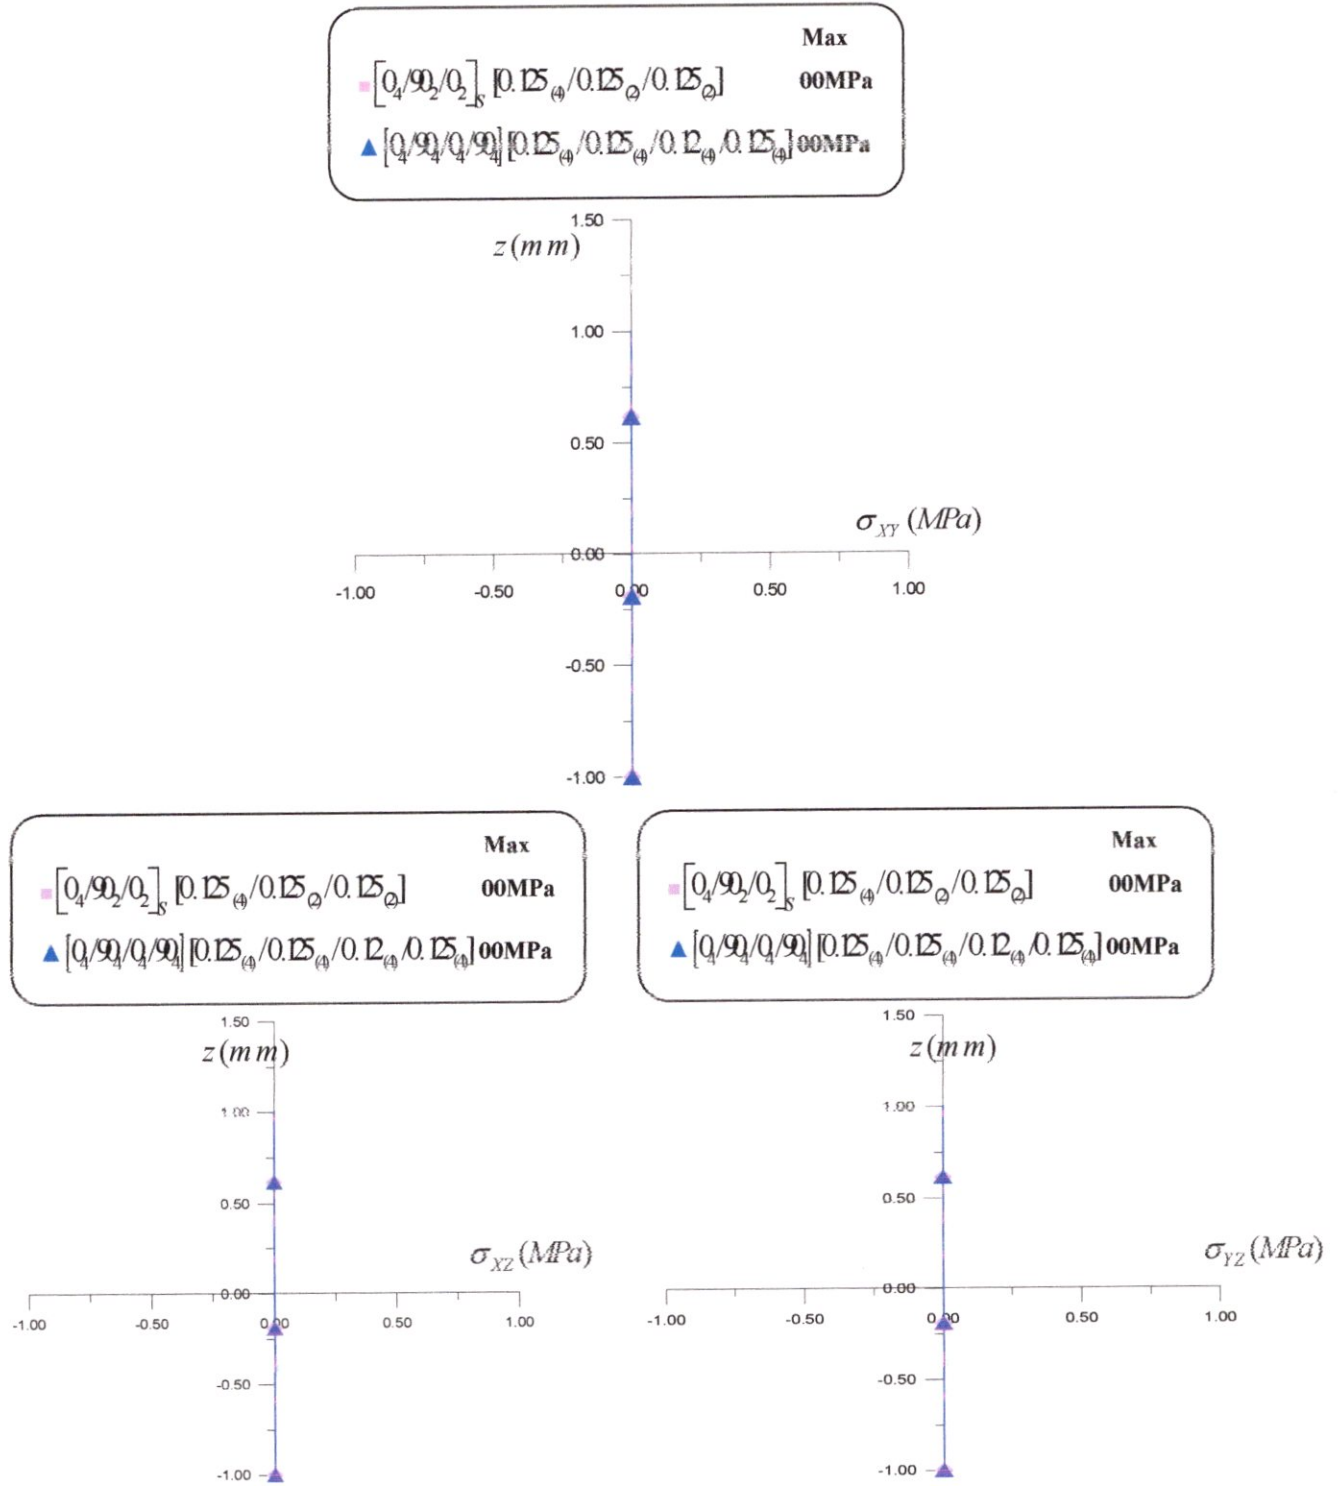 Max
[0₄/90₂/0₂]ₛ [0.125₍₄₎/0.125₍₂₎/0.125₍₂₎] 00MPa
[0₄/90₄/0₄/90₄] [0.125₍₄₎/0.125₍₄₎/0.12₍₄₎/0.125₍₄₎] 00MPa
1.50
z(mm)
1.00
0.50
σ_XY (MPa)
0.00
-1.00 -0.50 0.00 0.50 1.00
-0.50
-1.00
Max
[0₄/90₂/0₂]ₛ [0.125₍₄₎/0.125₍₂₎/0.125₍₂₎] 00MPa
[0₄/90₄/0₄/90₄] [0.125₍₄₎/0.125₍₄₎/0.12₍₄₎/0.125₍₄₎] 00MPa
1.50
z(mm)
1.00
0.50
σ_XZ (MPa)
0.00
-1.00 -0.50 0.00 0.50 1.00
-0.50
-1.00
Max
[0₄/90₂/0₂]ₛ [0.125₍₄₎/0.125₍₂₎/0.125₍₂₎] 00MPa
[0₄/90₄/0₄/90₄] [0.125₍₄₎/0.125₍₄₎/0.12₍₄₎/0.125₍₄₎] 00MPa
1.50
z(mm)
1.00
0.50
σ_YZ (MPa)
0.00
-1.00 -0.50 0.00 0.50 1.00
-0.50
-1.00